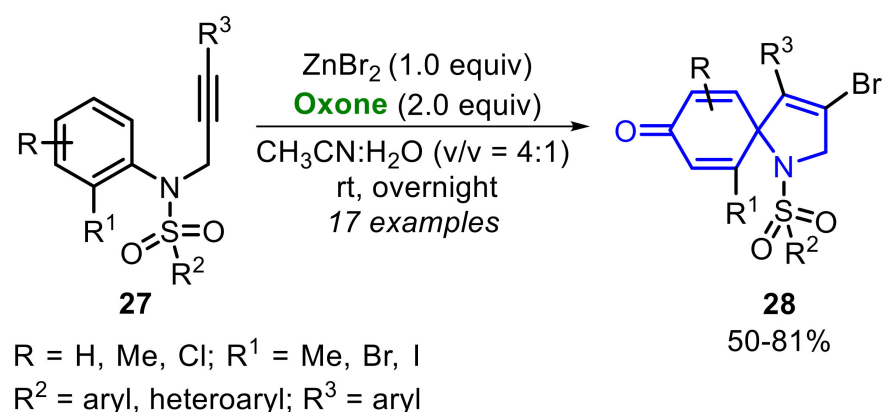 R³
R
N
R¹
O
S
O
R²
27
ZnBr₂ (1.0 equiv)
Oxone (2.0 equiv)
CH₃CN:H₂O (v/v = 4:1)
rt, overnight
17 examples
R
R³
Br
O
N
R¹
S
O
O
R²
28
50-81%
R = H, Me, Cl; R¹ = Me, Br, I
R² = aryl, heteroaryl; R³ = aryl